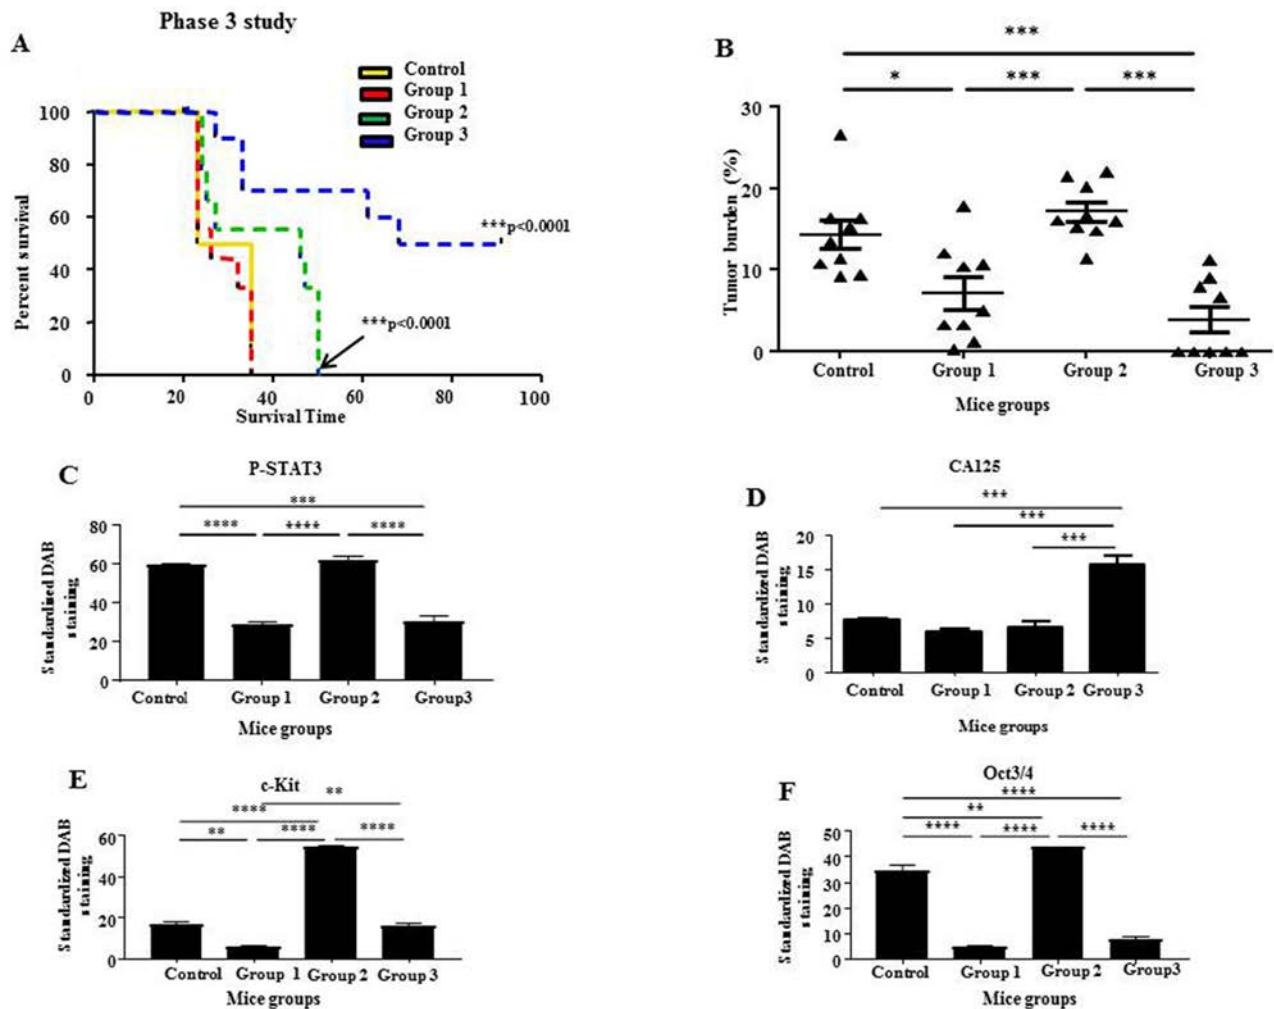 Phase 3 study
A
Control
Group 1
Group 2
Group 3
100
80
60
40
20
0
Percent survival
0 20 40 60 80 100
Survival Time
***p<0.0001
***p<0.0001
B
***
* *** ***
30
20
10
0
Tumor burden (%)
Control Group 1 Group 2 Group 3
Mice groups
C
P-STAT3
***
**** **** ****
80
60
40
20
0
Standardized DAB
staining
Control Group 1 Group 2 Group3
Mice groups
CA125
D
***
***
***
20
15
10
5
0
Standardized DAB
staining
Control Group 1 Group 2 Group 3
Mice groups
E
c-Kit
**
****
** **** ****
60
40
20
0
Standardized DAB
staining
Control Group 1 Group 2 Group 3
Mice groups
Oct3/4
F
****
**
**** **** ****
50
40
30
20
10
0
Standardized DAB
staining
Control Group 1 Group 2 Group3
Mice groups